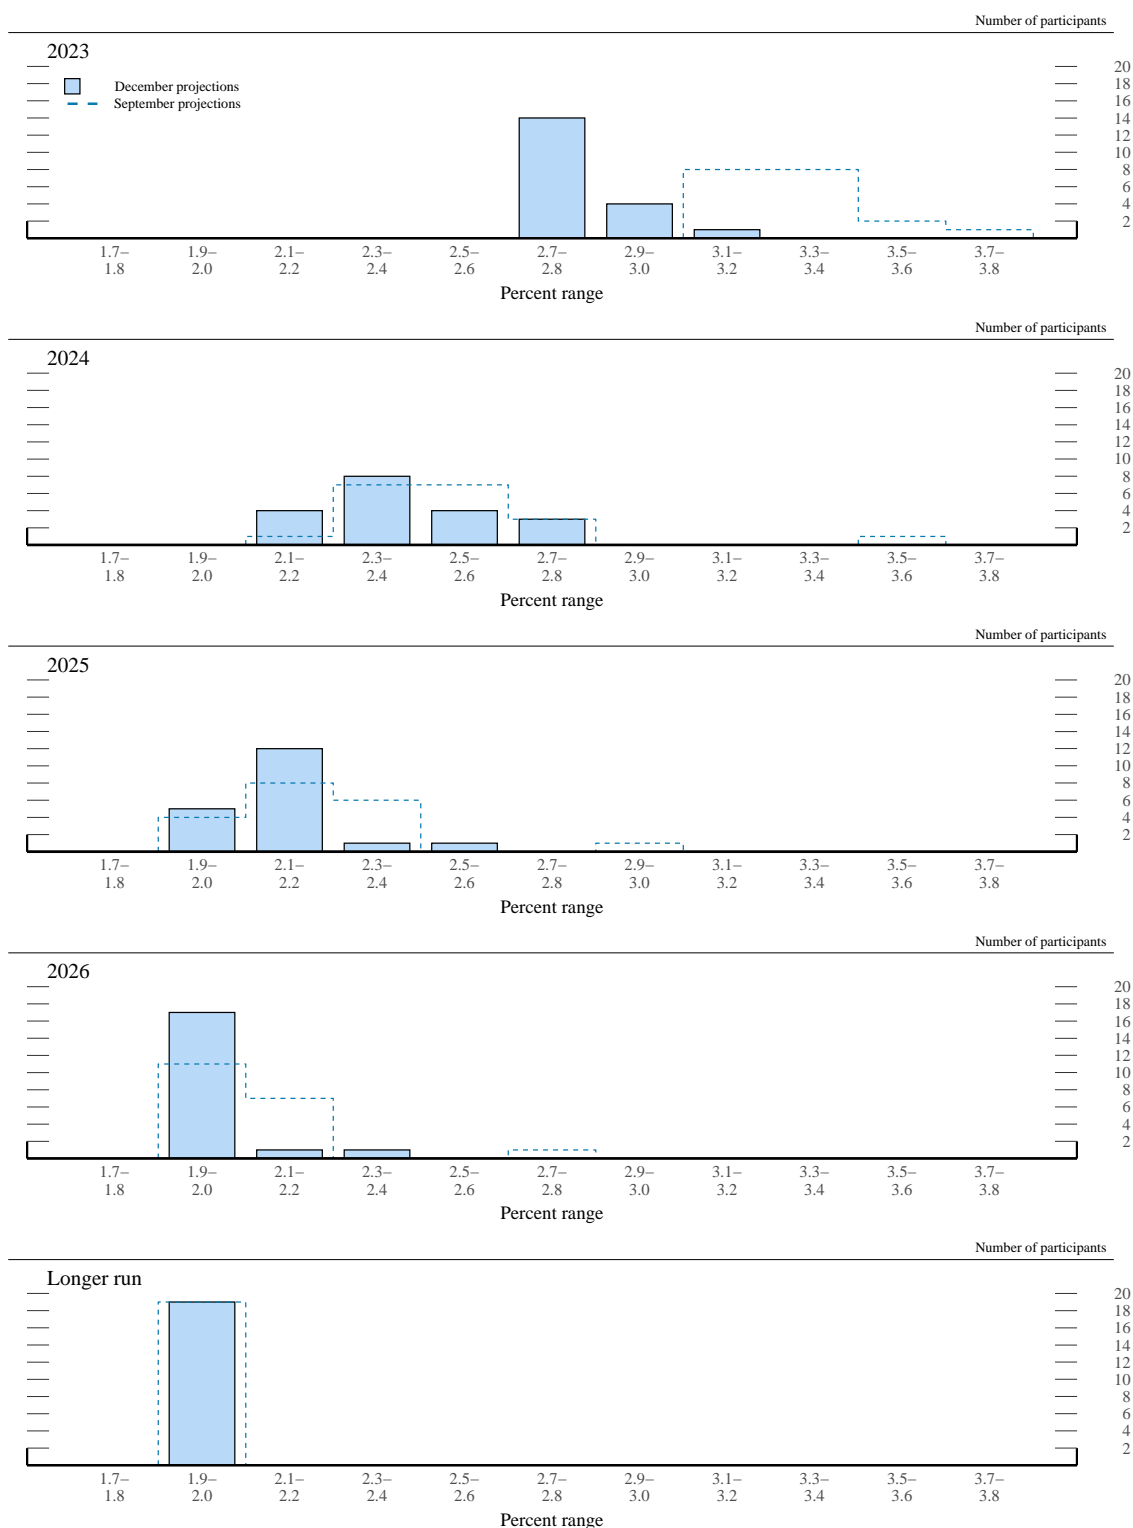 Number of participants
2023
December projections
September projections
20
18
16
14
12
10
8
6
4
2
1.7– 1.9– 2.1– 2.3– 2.5– 2.7– 2.9– 3.1– 3.3– 3.5– 3.7–
1.8 2.0 2.2 2.4 2.6 2.8 3.0 3.2 3.4 3.6 3.8
Percent range
Number of participants
2024
20
18
16
14
12
10
8
6
4
2
1.7– 1.9– 2.1– 2.3– 2.5– 2.7– 2.9– 3.1– 3.3– 3.5– 3.7–
1.8 2.0 2.2 2.4 2.6 2.8 3.0 3.2 3.4 3.6 3.8
Percent range
Number of participants
2025
20
18
16
14
12
10
8
6
4
2
1.7– 1.9– 2.1– 2.3– 2.5– 2.7– 2.9– 3.1– 3.3– 3.5– 3.7–
1.8 2.0 2.2 2.4 2.6 2.8 3.0 3.2 3.4 3.6 3.8
Percent range
Number of participants
2026
20
18
16
14
12
10
8
6
4
2
1.7– 1.9– 2.1– 2.3– 2.5– 2.7– 2.9– 3.1– 3.3– 3.5– 3.7–
1.8 2.0 2.2 2.4 2.6 2.8 3.0 3.2 3.4 3.6 3.8
Percent range
Number of participants
Longer run
20
18
16
14
12
10
8
6
4
2
1.7– 1.9– 2.1– 2.3– 2.5– 2.7– 2.9– 3.1– 3.3– 3.5– 3.7–
1.8 2.0 2.2 2.4 2.6 2.8 3.0 3.2 3.4 3.6 3.8
Percent range